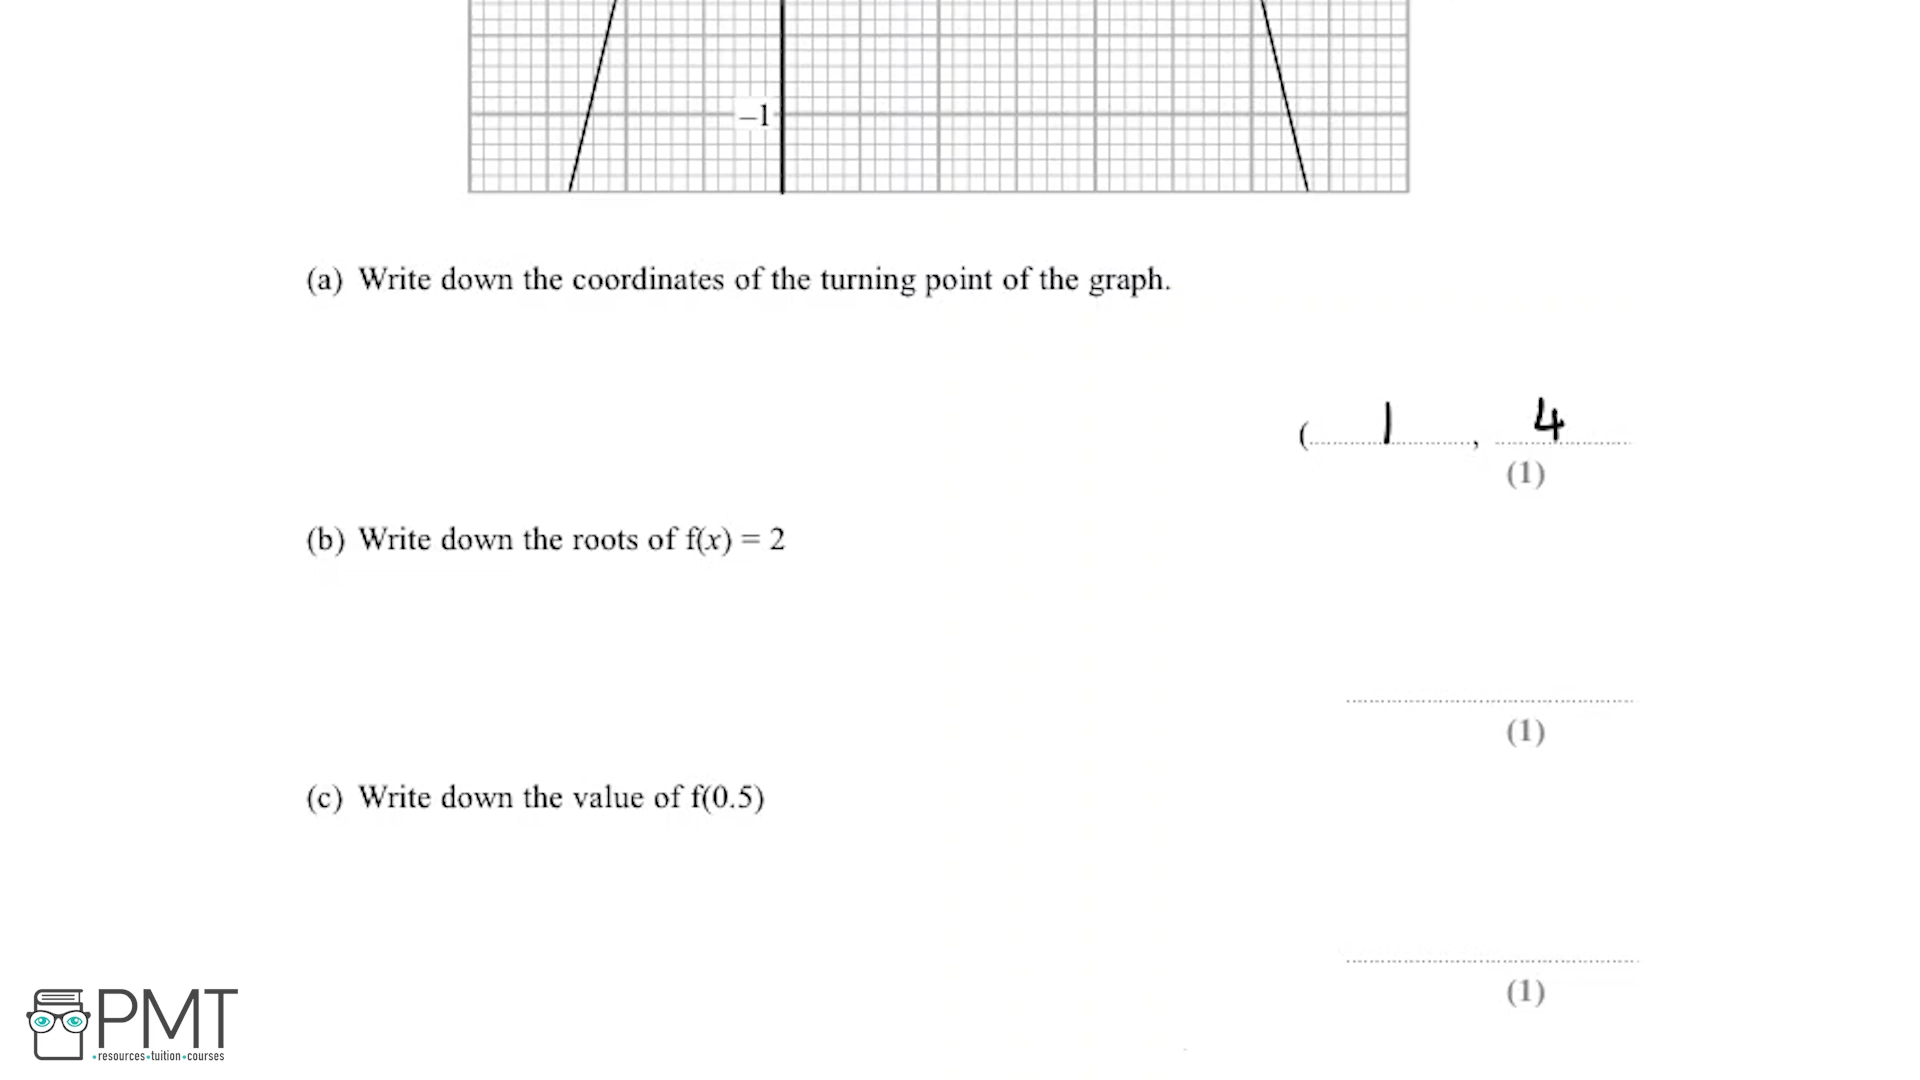 –1
(a) Write down the coordinates of the turning point of the graph.
( 1 , 4
(1)
(b) Write down the roots of f(x) = 2
(1)
(c) Write down the value of f(0.5)
(1)
PMT
•resources•tuition•courses